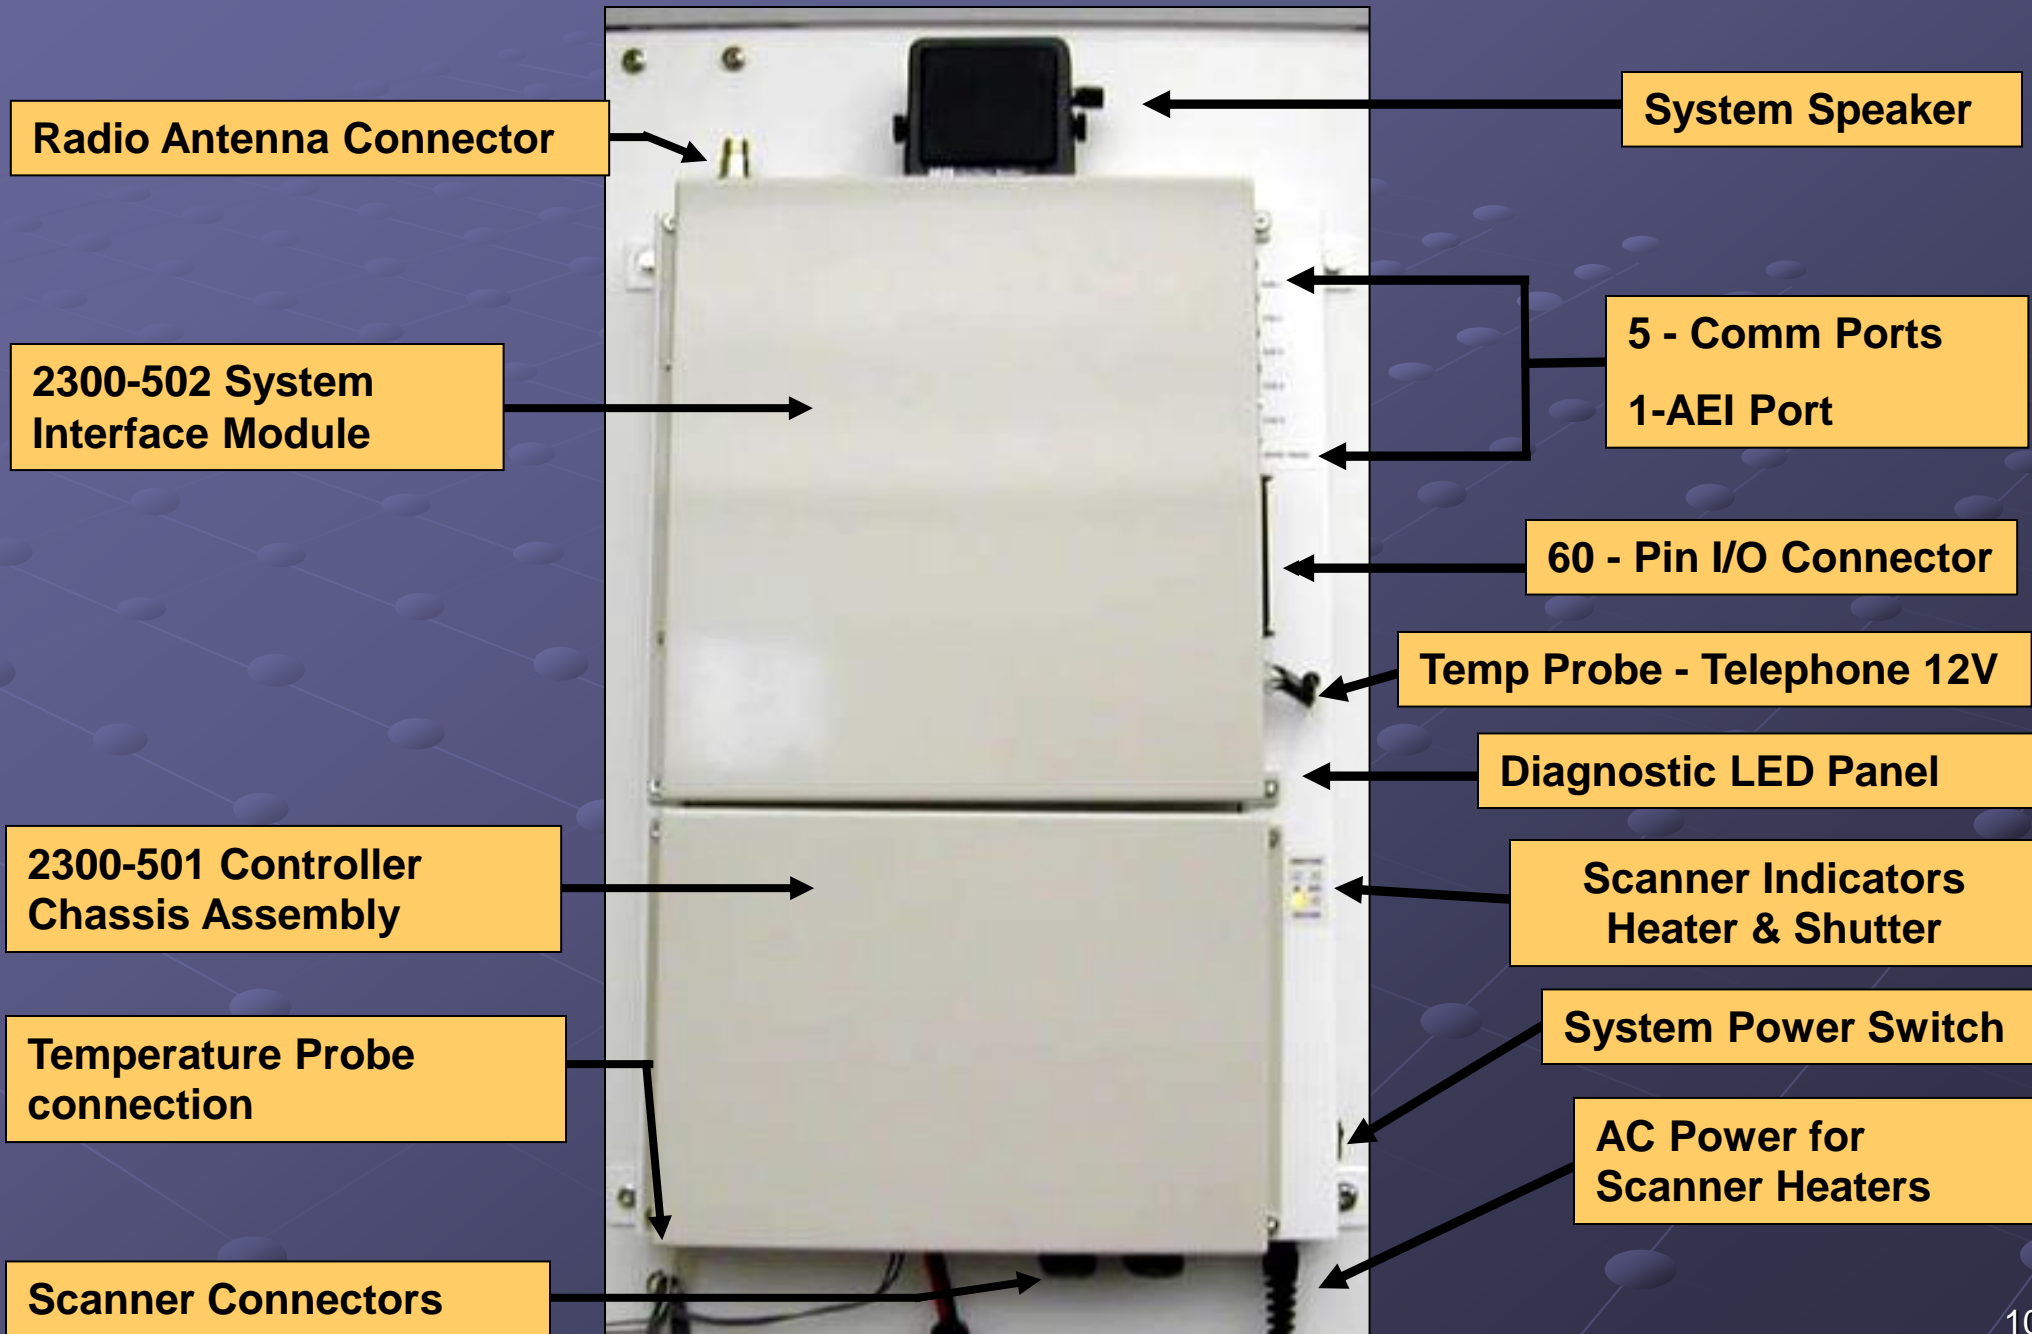 Radio Antenna Connector
2300-502 System
Interface Module
2300-501 Controller
Chassis Assembly
Temperature Probe
connection
Scanner Connectors
System Speaker
5 - Comm Ports
1-AEI Port
60 - Pin I/O Connector
Temp Probe - Telephone 12V
Diagnostic LED Panel
Scanner Indicators
Heater & Shutter
System Power Switch
AC Power for
Scanner Heaters